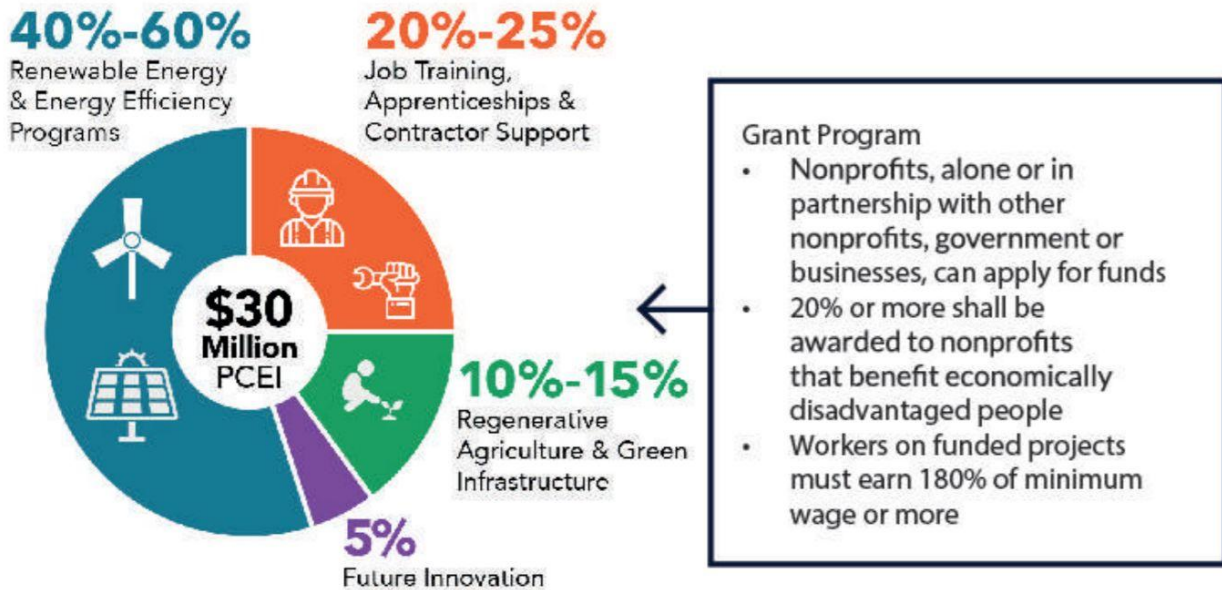 40%-60%
Renewable Energy
& Energy Efficiency
Programs
20%-25%
Job Training,
Apprenticeships &
Contractor Support
$30
Million
PCEI
10%-15%
Regenerative
Agriculture & Green
Infrastructure
5%
Future Innovation
Grant Program
• Nonprofits, alone or in
partnership with other
nonprofits, government or
businesses, can apply for funds
• 20% or more shall be
awarded to nonprofits
that benefit economically
disadvantaged people
• Workers on funded projects
must earn 180% of minimum
wage or more